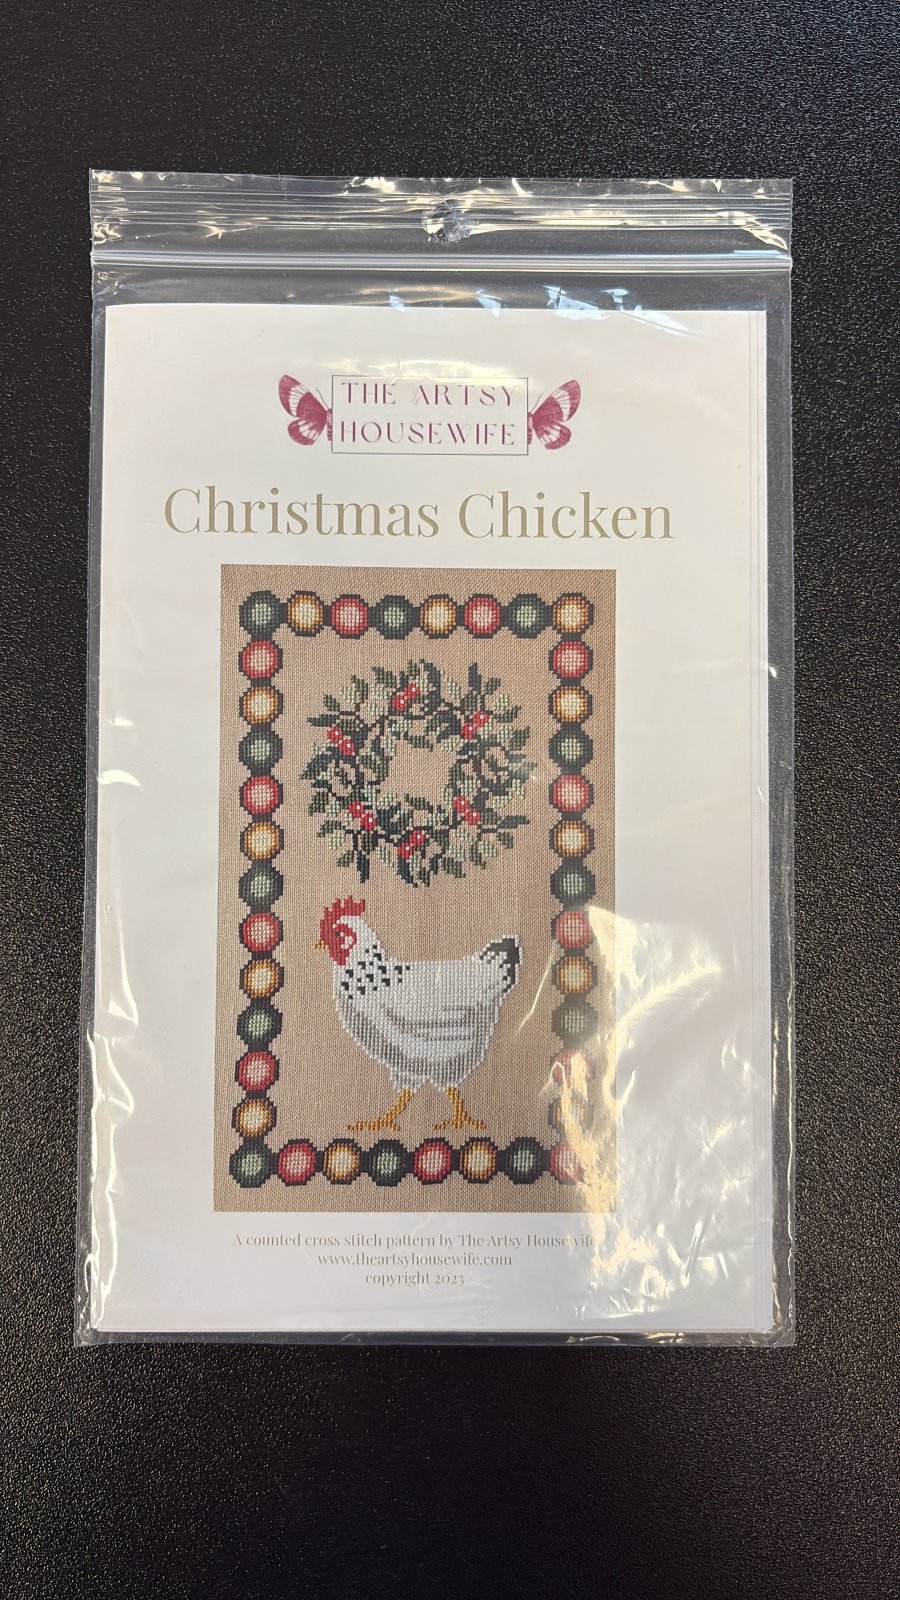 THE ARTSY
HOUSEWIFE
Christmas Chicken
A counted cross stitch pattern by The Artsy Housewife
www.theartsyhousewife.com
copyright 2023